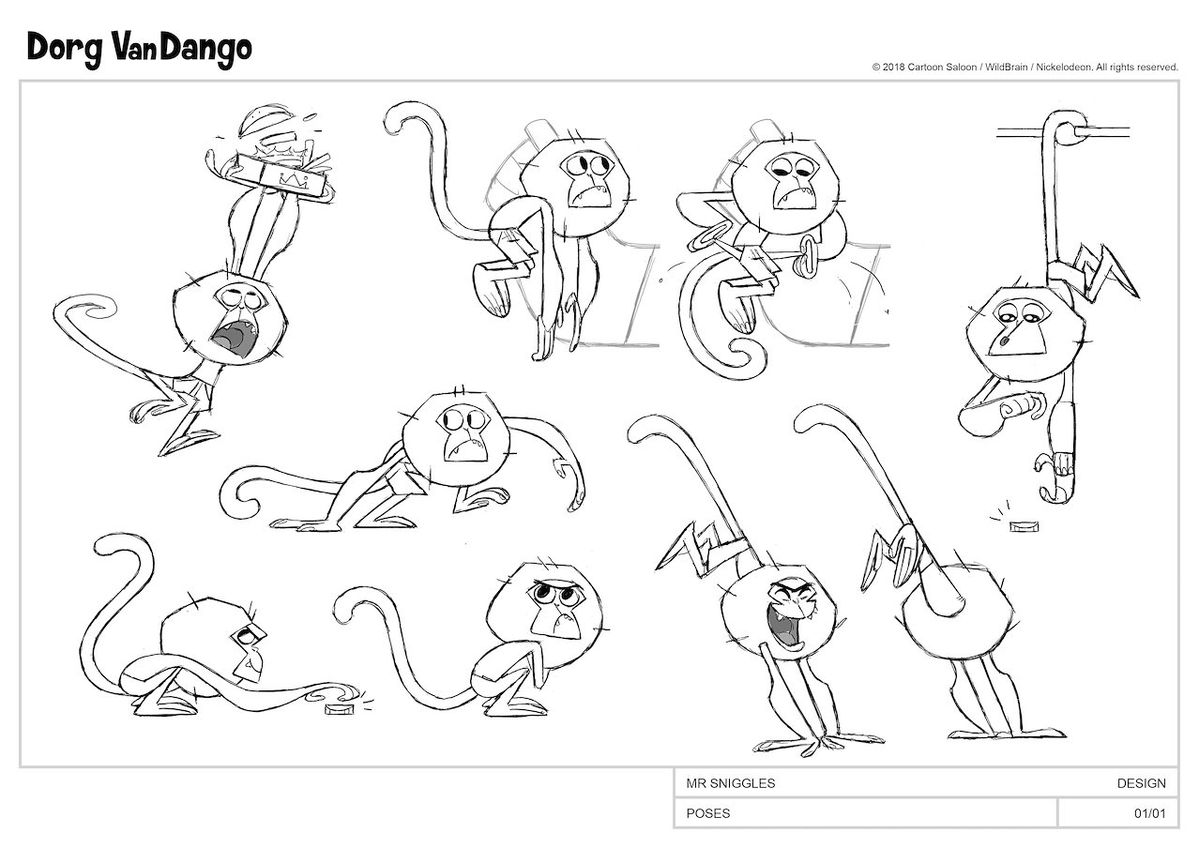 Dorg VanDango
© 2018 Cartoon Saloon / WildBrain / Nickelodeon. All rights reserved.
MR SNIGGLES DESIGN
POSES 01/01